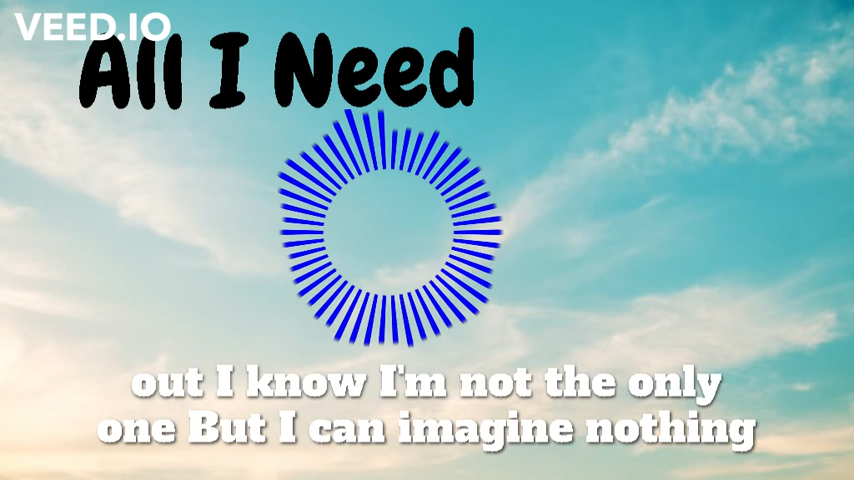 VEED.IO
All I Need
out I know I'm not the only
one But I can imagine nothing